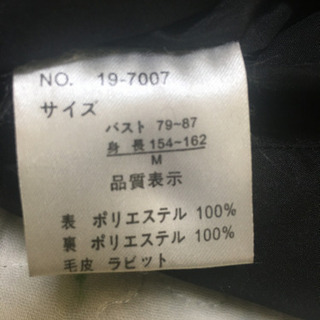 NO. 19-7007
サイズ
バスト 79~87
身 長 154~162
M
品質表示
表 ポリエステル 100%
裏 ポリエステル 100%
毛皮 ラビット